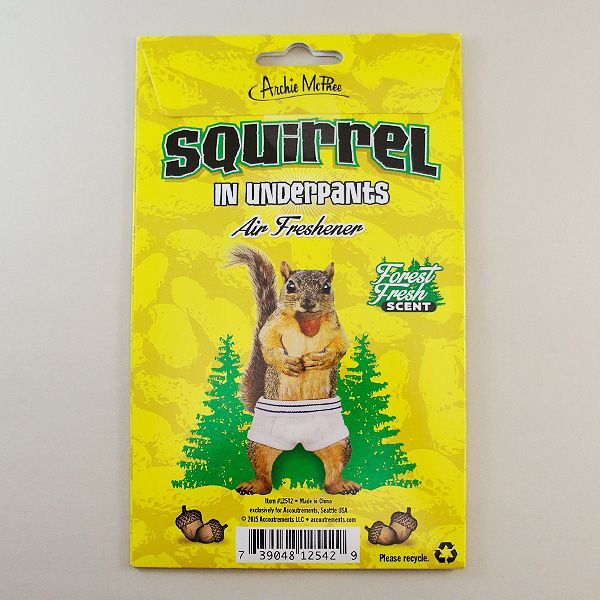 Archie McPhee
SQUIRREL
IN UNDERPANTS
Air Freshener
Forest
Fresh
SCENT
Item #12542 • Made in China
exclusively for Accoutrements, Seattle USA
© 2015 Accoutrements LLC • accoutrements.com
7 39048 12542 9
Please recycle.